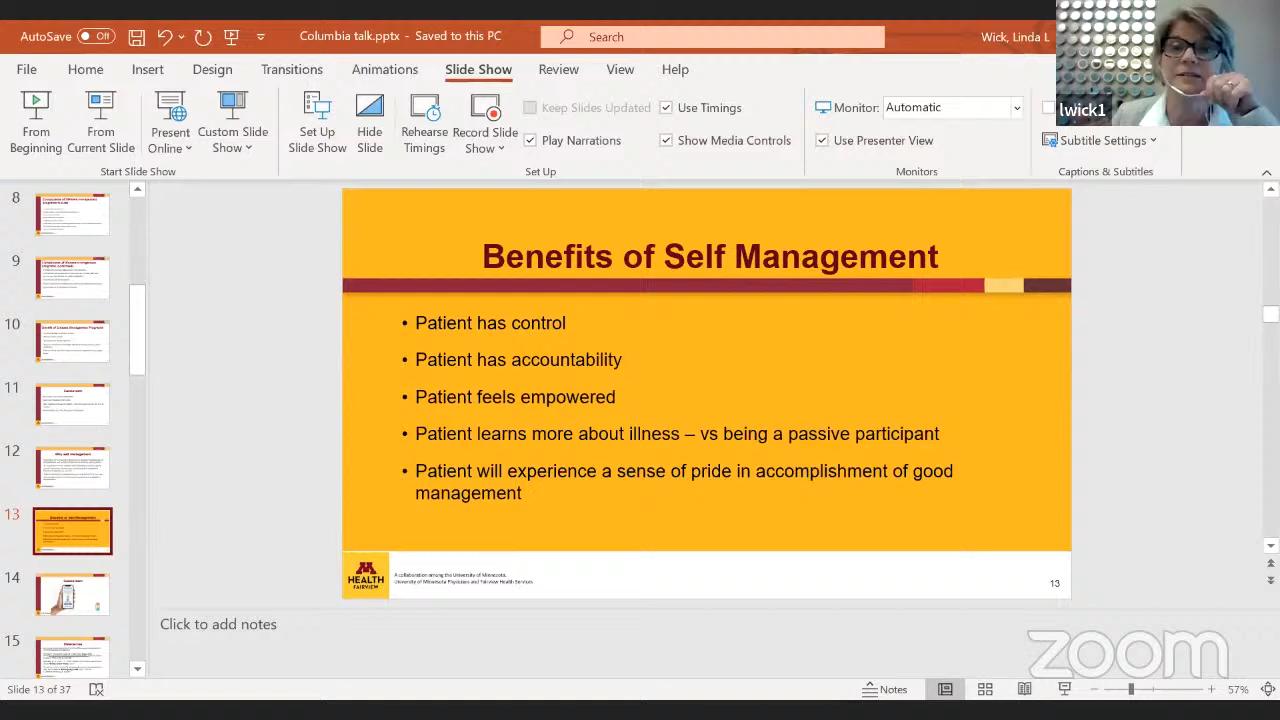 AutoSave Off Columbia talk.pptx - Saved to this PC Search Wick, Linda L
File Home Insert Design Transitions Animations Slide Show Review View Help
lwick1
From Beginning
From Current Slide
Present Online
Custom Slide Show
Set Up Slide Show
Hide Slide
Rehearse Timings
Record Slide Show
Keep Slides Updated
Play Narrations
Use Timings
Show Media Controls
Monitor: Automatic
Use Presenter View
Subtitle Settings
Start Slide Show Set Up Monitors Captions & Subtitles
8
9
10
11
12
13
14
15
Benefits of Self Management
• Patient has control
• Patient has accountability
• Patient feels empowered
• Patient learns more about illness – vs being a passive participant
• Patient will experience a sense of pride in accomplishment of good
management
M
HEALTH
FAIRVIEW
A collaboration among the University of Minnesota,
University of Minnesota Physicians and Fairview Health Services
13
Click to add notes
zoom
Slide 13 of 37 Notes 57%